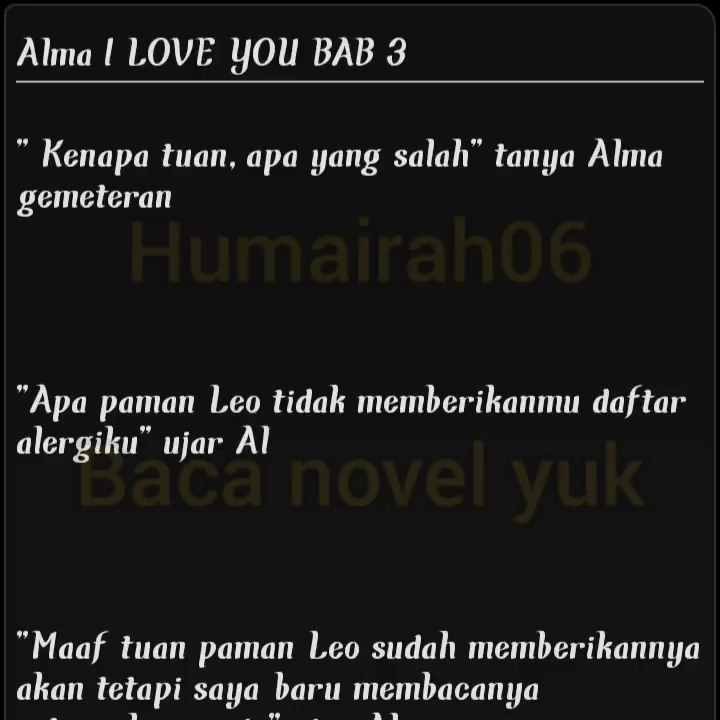 Alma I LOVE YOU BAB 3
" Kenapa tuan, apa yang salah" tanya Alma
gemeteran
Humairah06
"Apa paman Leo tidak memberikanmu daftar
alergiku" ujar Al
Baca novel yuk
"Maaf tuan paman Leo sudah memberikannya
akan tetapi saya baru membacanya